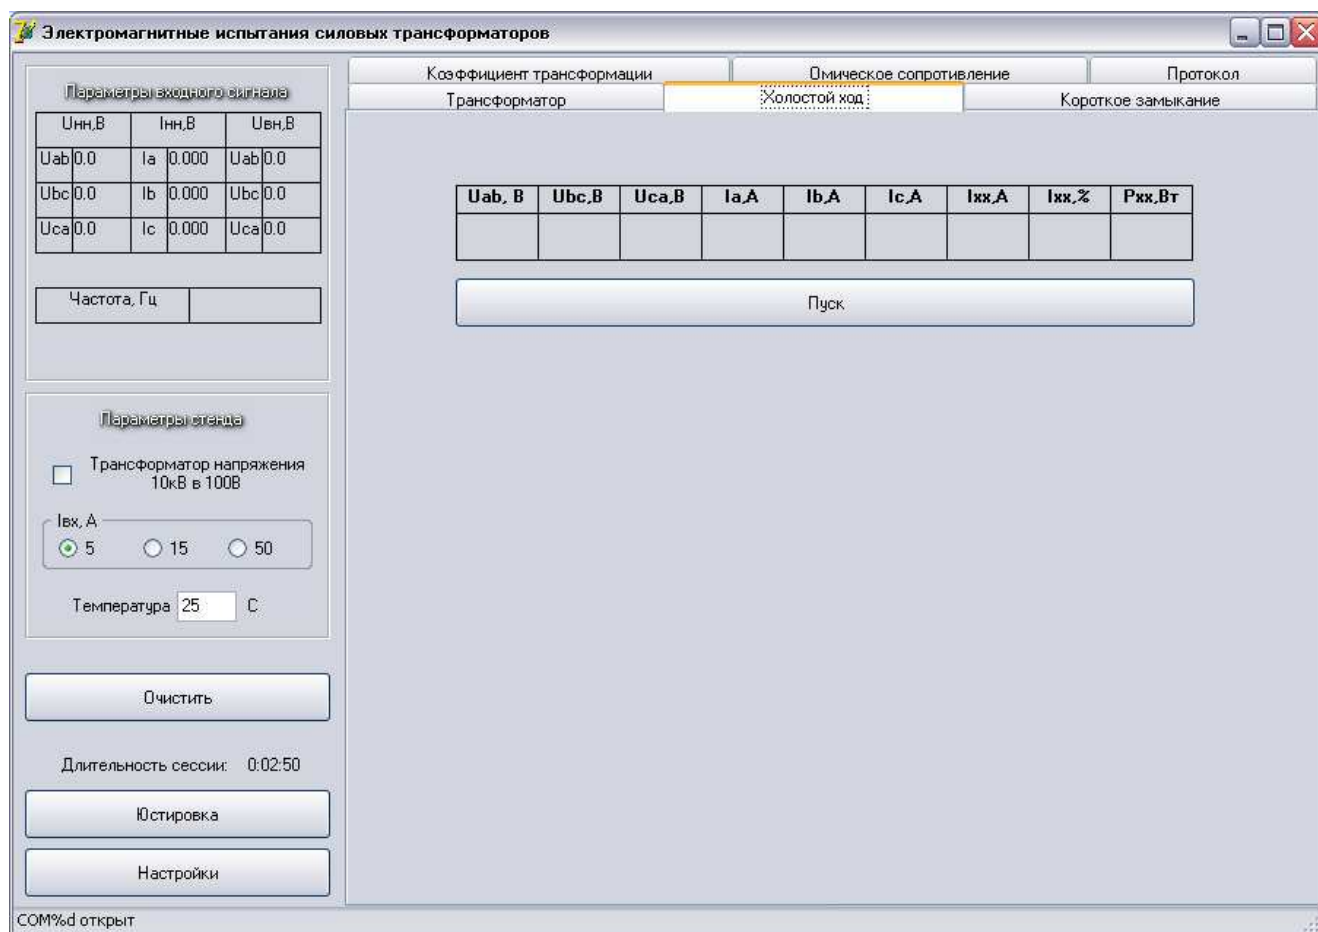 Электромагнитные испытания силовых трансформаторов
Параметры входного сигнала
Uнн,В Iнн,В Uвн,В
Uab 0.0 Ia 0.000 Uab 0.0
Ubc 0.0 Ib 0.000 Ubc 0.0
Uca 0.0 Ic 0.000 Uca 0.0
Частота, Гц
Параметры стенда
Трансформатор напряжения
10кВ в 100В
Iвх, А
5 15 50
Температура 25 С
Очистить
Длительность сессии: 0:02:50
Юстировка
Настройки
Коэффициент трансформации Омическое сопротивление Протокол
Трансформатор Холостой ход Короткое замыкание
Uab, В Ubc,В Uca,В Ia,А Ib,А Ic,А Iхх,А Iхх,% Рхх,Вт
Пуск
COM%d открыт